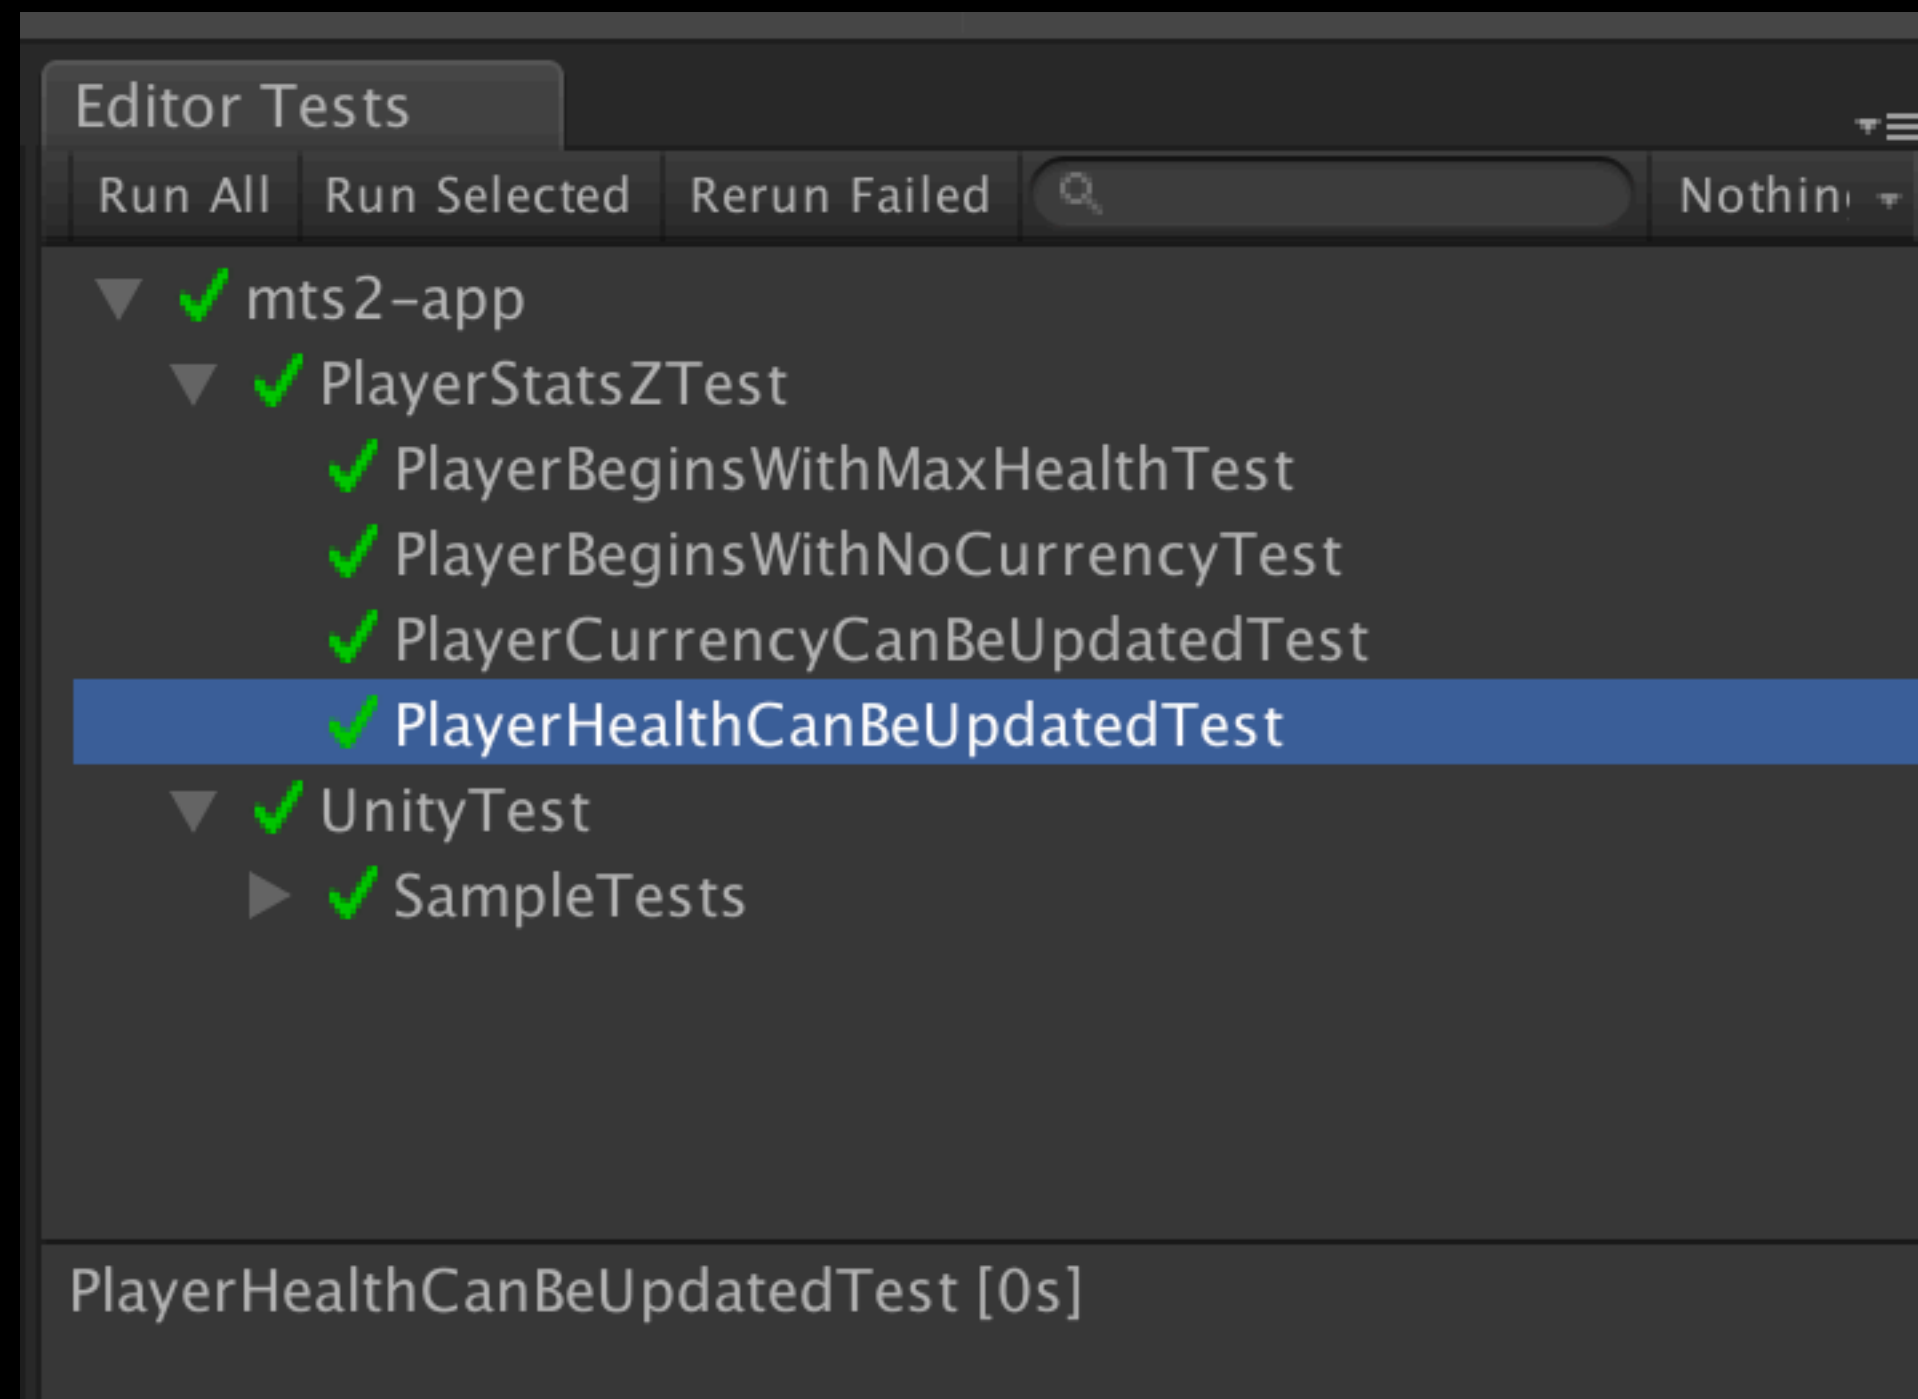 Editor Tests
Run All Run Selected Rerun Failed Nothin
mts2-app
PlayerStatsZTest
PlayerBeginsWithMaxHealthTest
PlayerBeginsWithNoCurrencyTest
PlayerCurrencyCanBeUpdatedTest
PlayerHealthCanBeUpdatedTest
UnityTest
SampleTests
PlayerHealthCanBeUpdatedTest [0s]